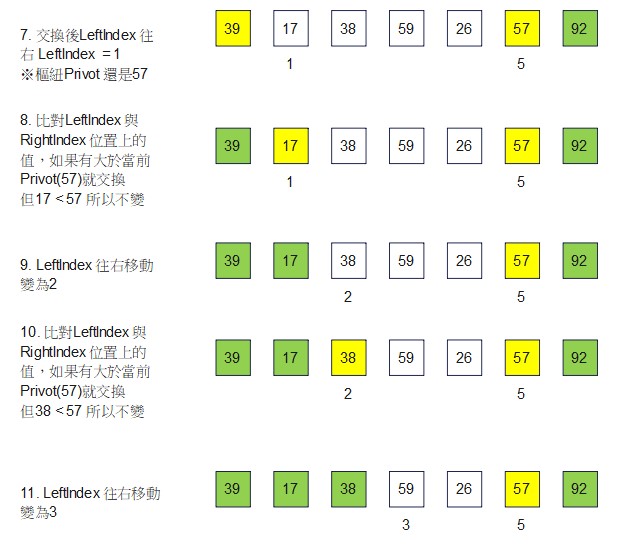 7. 交換後LeftIndex 往
右 LeftIndex = 1
※樞紐Privot 還是57
39 17 38 59 26 57 92
1 5
8. 比對LeftIndex 與
RightIndex 位置上的
值，如果有大於當前
Privot(57)就交換
但17 < 57 所以不變
39 17 38 59 26 57 92
1 5
9. LeftIndex 往右移動
變為2
39 17 38 59 26 57 92
2 5
10. 比對LeftIndex 與
RightIndex 位置上的
值，如果有大於當前
Privot(57)就交換
但38 < 57 所以不變
39 17 38 59 26 57 92
2 5
11. LeftIndex 往右移動
變為3
39 17 38 59 26 57 92
3 5